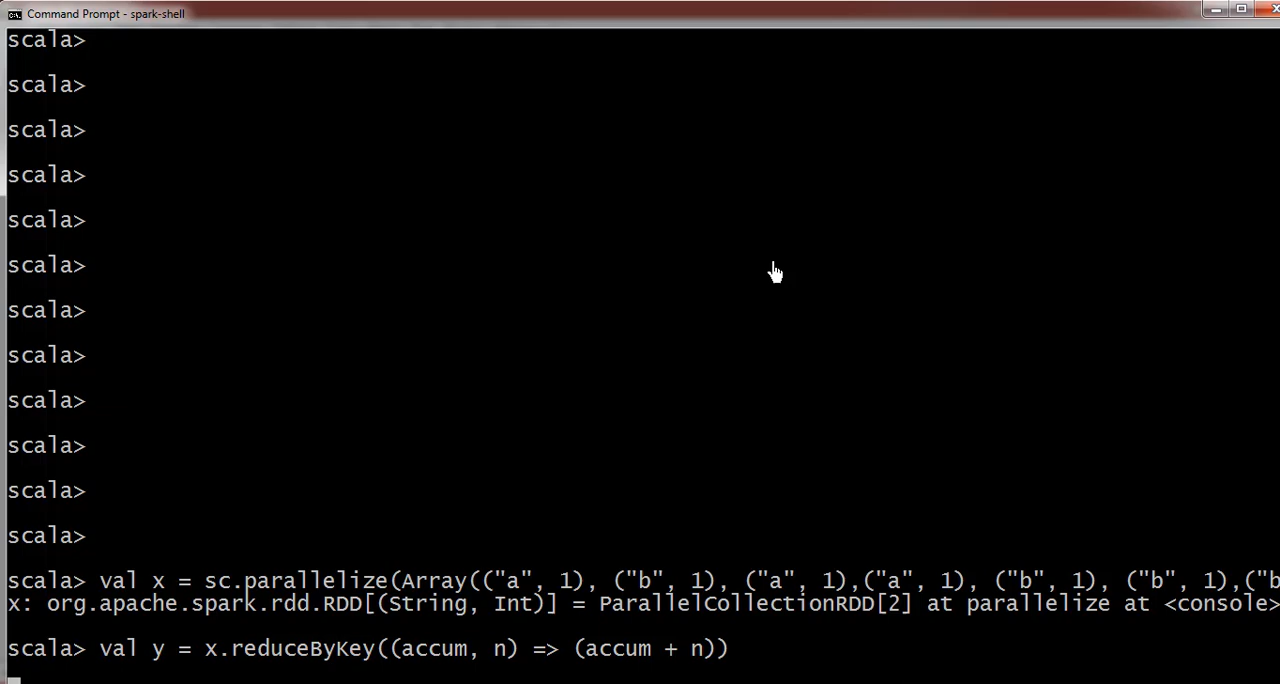 Command Prompt - spark-shell
scala>
scala>
scala>
scala>
scala>
scala>
scala>
scala>
scala>
scala>
scala>
scala>
scala> val x = sc.parallelize(Array(("a", 1), ("b", 1), ("a", 1),("a", 1), ("b", 1), ("b", 1),("b
x: org.apache.spark.rdd.RDD[(String, Int)] = ParallelCollectionRDD[2] at parallelize at <console>
scala> val y = x.reduceByKey((accum, n) => (accum + n))